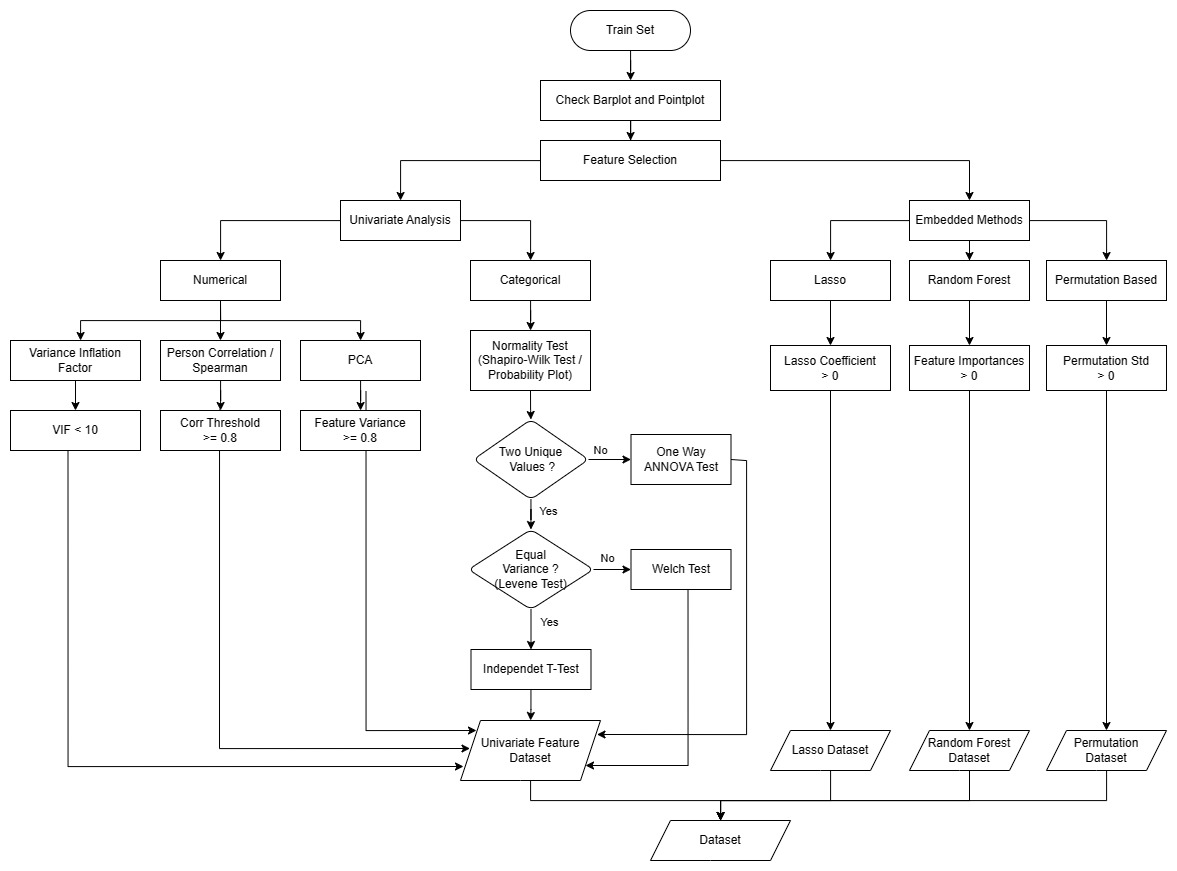 Train Set
Check Barplot and Pointplot
Feature Selection
Univariate Analysis
Embedded Methods
Numerical
Categorical
Lasso
Random Forest
Permutation Based
Variance Inflation
Factor
Person Correlation /
Spearman
PCA
Normality Test
(Shapiro-Wilk Test /
Probability Plot)
Lasso Coefficient
> 0
Feature Importances
> 0
Permutation Std
> 0
VIF < 10
Corr Threshold
>= 0.8
Feature Variance
>= 0.8
Two Unique
Values ?
No
One Way
ANNOVA Test
Yes
Equal
Variance ?
(Levene Test)
No
Welch Test
Yes
Independet T-Test
Univariate Feature
Dataset
Lasso Dataset
Random Forest
Dataset
Permutation
Dataset
Dataset